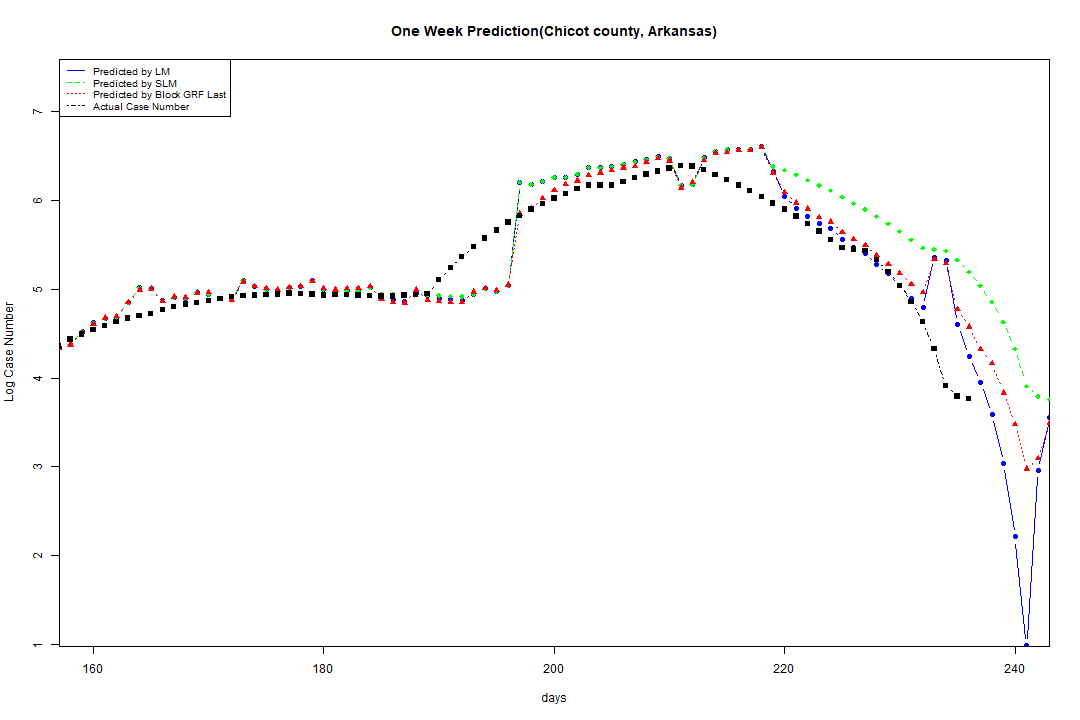 One Week Prediction(Chicot county, Arkansas)
Predicted by LM
Predicted by SLM
Predicted by Block GRF Last
Actual Case Number
7
6
5
4
3
2
1
Log Case Number
160 180 200 220 240
days